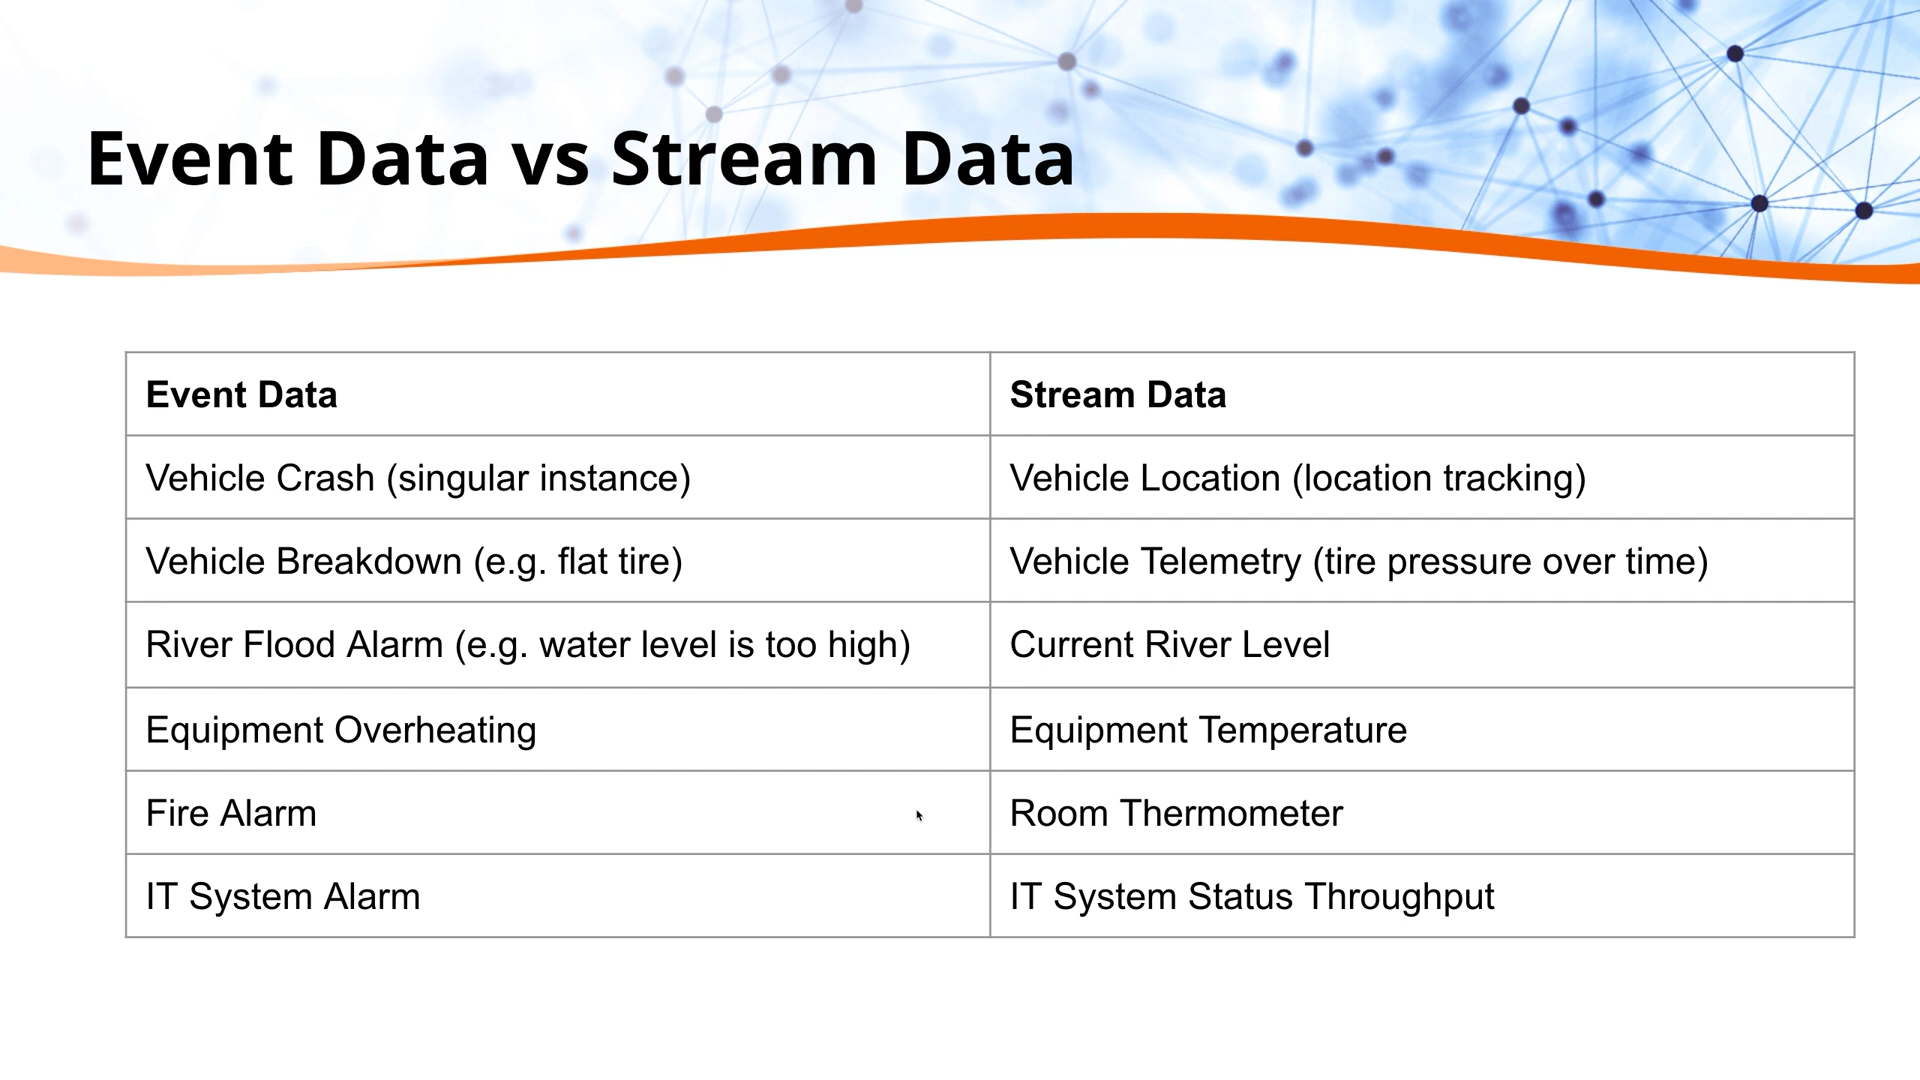 Event Data vs Stream Data
Event Data
Stream Data
Vehicle Crash (singular instance)
Vehicle Location (location tracking)
Vehicle Breakdown (e.g. flat tire)
Vehicle Telemetry (tire pressure over time)
River Flood Alarm (e.g. water level is too high)
Current River Level
Equipment Overheating
Equipment Temperature
Fire Alarm
Room Thermometer
IT System Alarm
IT System Status Throughput